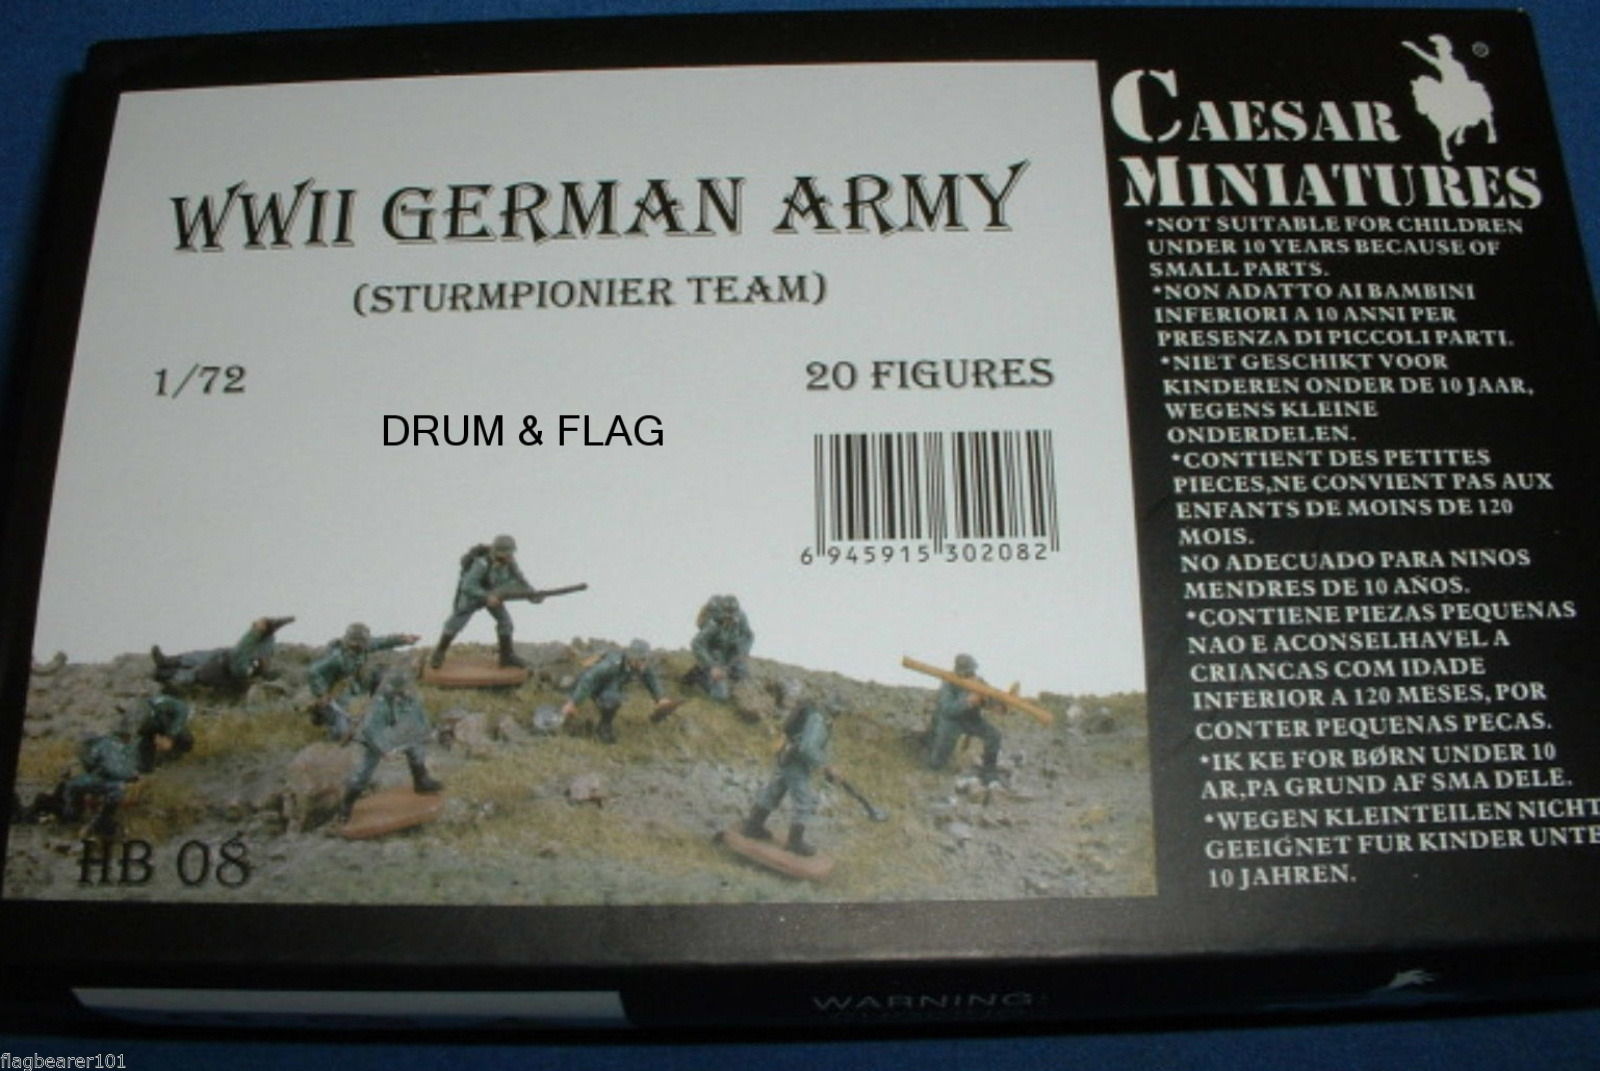 WWII GERMAN ARMY
(STURMPIONIER TEAM)
1/72
20 FIGURES
DRUM & FLAG
6 945915 302082
HB 08
CAESAR
®
MINIATURES
*NOT SUITABLE FOR CHILDREN
UNDER 10 YEARS BECAUSE OF
SMALL PARTS.
*NON ADATTO AI BAMBINI
INFERIORI A 10 ANNI PER
PRESENZA DI PICCOLI PARTI.
*NIET GESCHIKT VOOR
KINDEREN ONDER DE 10 JAAR,
WEGENS KLEINE
ONDERDELEN.
*CONTIENT DES PETITES
PIECES,NE CONVIENT PAS AUX
ENFANTS DE MOINS DE 120
MOIS.
NO ADECUADO PARA NINOS
MENDRES DE 10 AÑOS.
*CONTIENE PIEZAS PEQUENAS
NAO E ACONSELHAVEL A
CRIANCAS COM IDADE
INFERIOR A 120 MESES, POR
CONTER PEQUENAS PECAS.
*IK KE FOR BØRN UNDER 10
AR,PA GRUND AF SMA DELE.
*WEGEN KLEINTEILEN NICHT
GEEIGNET FUR KINDER UNTE
10 JAHREN.
WARNING:
flagbearer101